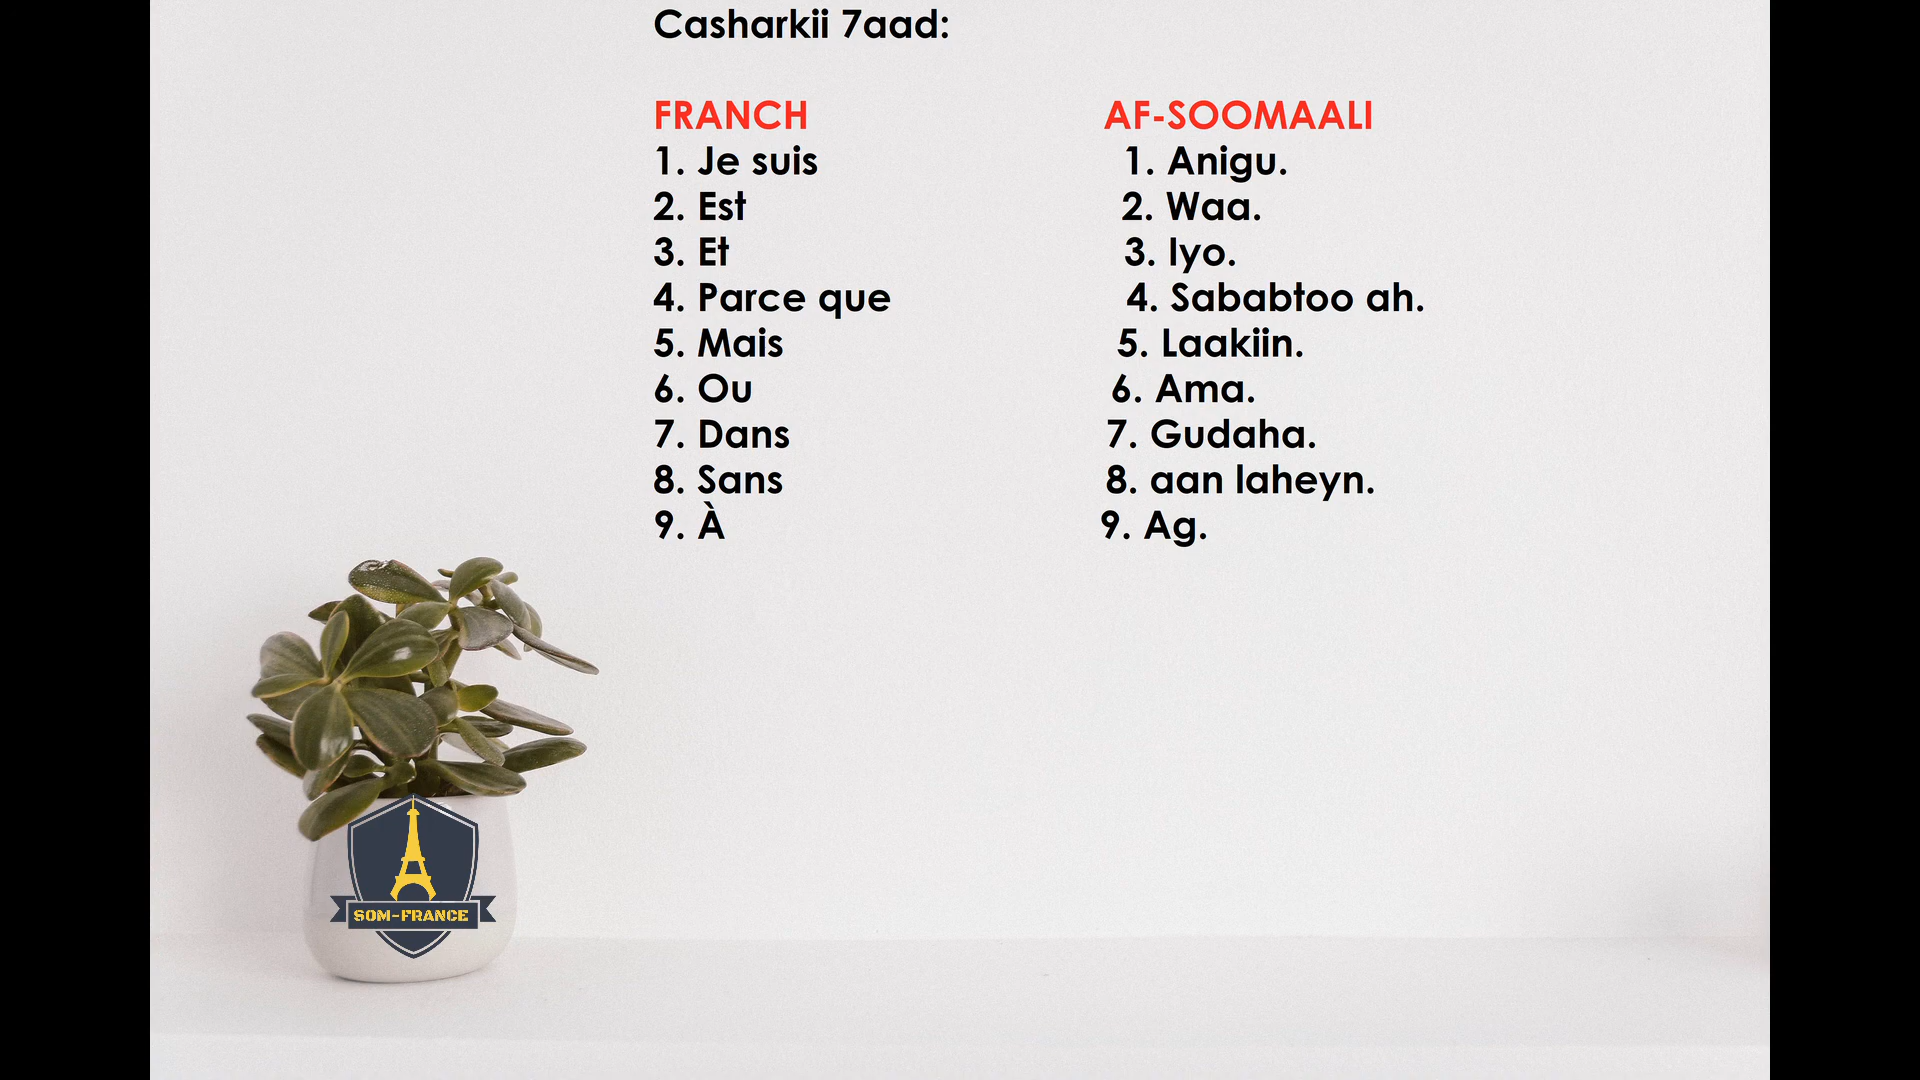 Casharkii 7aad:
FRANCH AF-SOOMAALI
1. Je suis 1. Anigu.
2. Est 2. Waa.
3. Et 3. Iyo.
4. Parce que 4. Sababtoo ah.
5. Mais 5. Laakiin.
6. Ou 6. Ama.
7. Dans 7. Gudaha.
8. Sans 8. aan laheyn.
9. À 9. Ag.
SOM-FRANCE